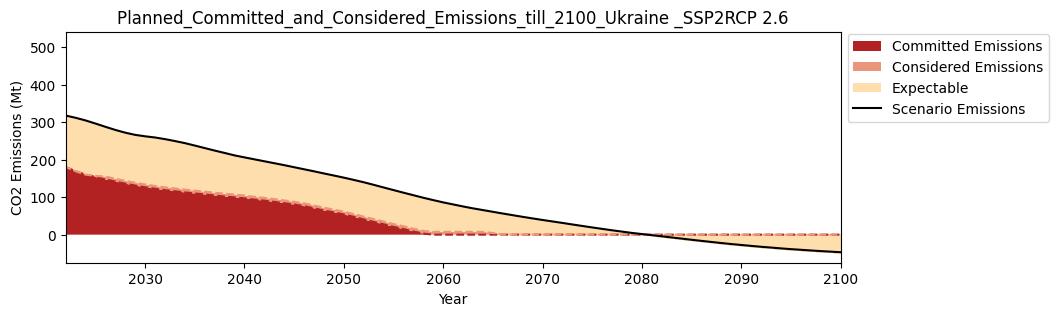 Planned_Committed_and_Considered_Emissions_till_2100_Ukraine _SSP2RCP 2.6
500
400
300
200
100
0
CO2 Emissions (Mt)
2030 2040 2050 2060 2070 2080 2090 2100
Year
Committed Emissions
Considered Emissions
Expectable
Scenario Emissions